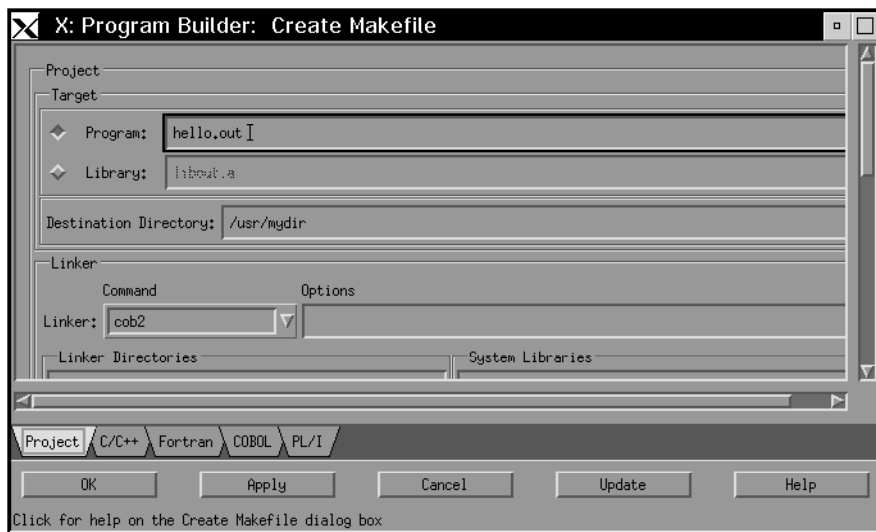 X: Program Builder: Create Makefile
Project
Target
Program: hello.out
Library: libout.a
Destination Directory: /usr/mydir
Linker
Command Options
Linker: cob2
Linker Directories System Libraries
Project C/C++ Fortran COBOL PL/I
OK Apply Cancel Update Help
Click for help on the Create Makefile dialog box